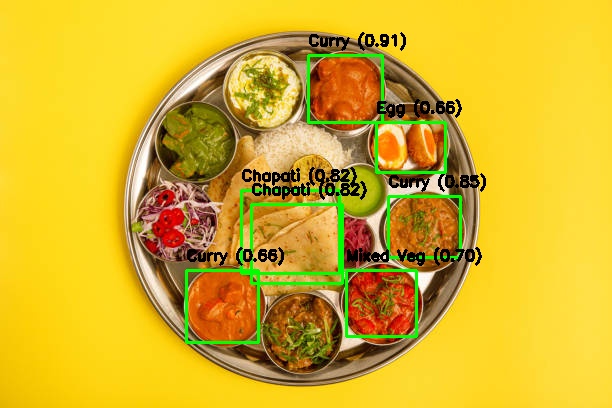 Curry (0.91)
Egg (0.66)
Chapati (0.82)
Chapati (0.82)
Curry (0.85)
Curry (0.66)
Mixed Veg (0.70)